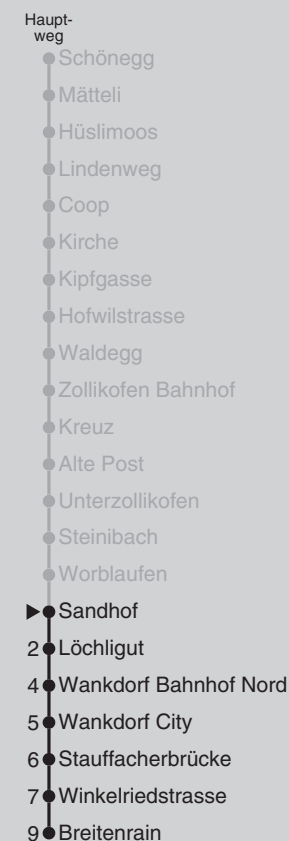 Haupt-
weg
Schönegg
Mätteli
Hüslimoos
Lindenweg
Coop
Kirche
Kipfgasse
Hofwilstrasse
Waldegg
Zollikofen Bahnhof
Kreuz
Alte Post
Unterzollikofen
Steinibach
Worblaufen
Sandhof
2 Löchligut
4 Wankdorf Bahnhof Nord
5 Wankdorf City
6 Stauffacherbrücke
7 Winkelriedstrasse
9 Breitenrain